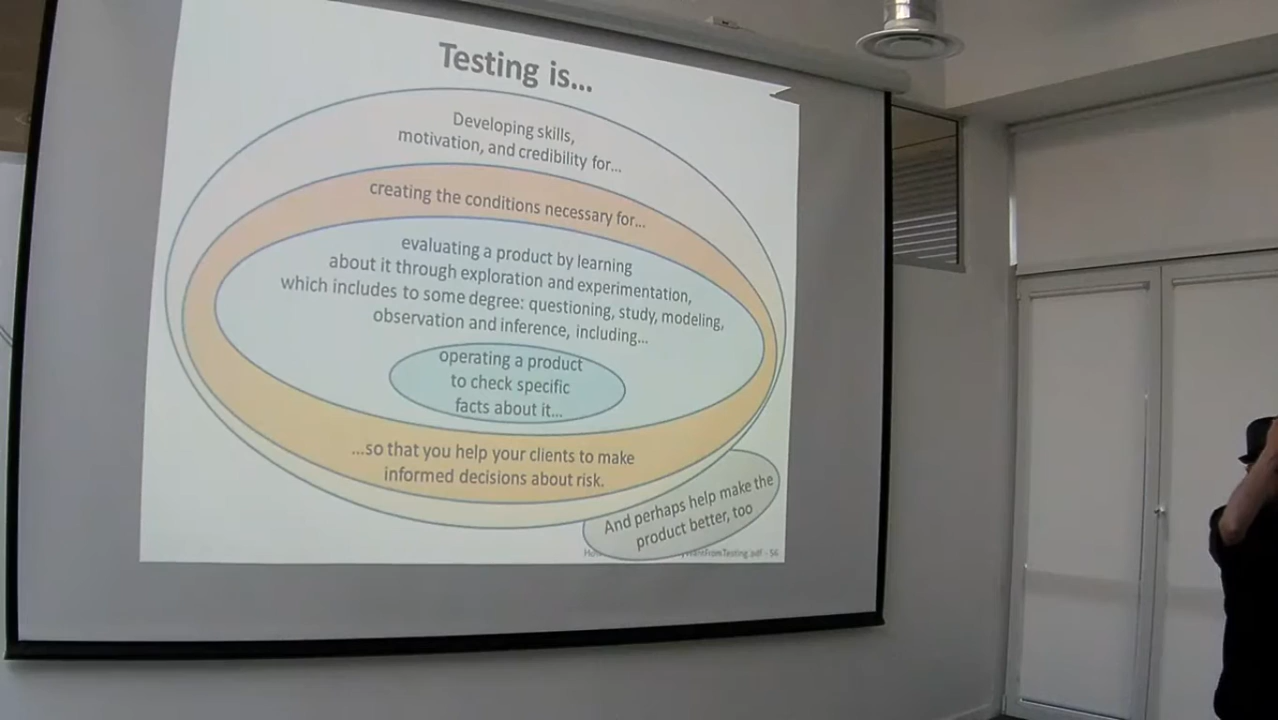 Testing is...
Developing skills,
motivation, and credibility for...
creating the conditions necessary for...
evaluating a product by learning
about it through exploration and experimentation,
which includes to some degree: questioning, study, modeling,
observation and inference, including...
operating a product
to check specific
facts about it...
...so that you help your clients to make
informed decisions about risk.
And perhaps help make the
product better, too
FromTesting.pdf - 56